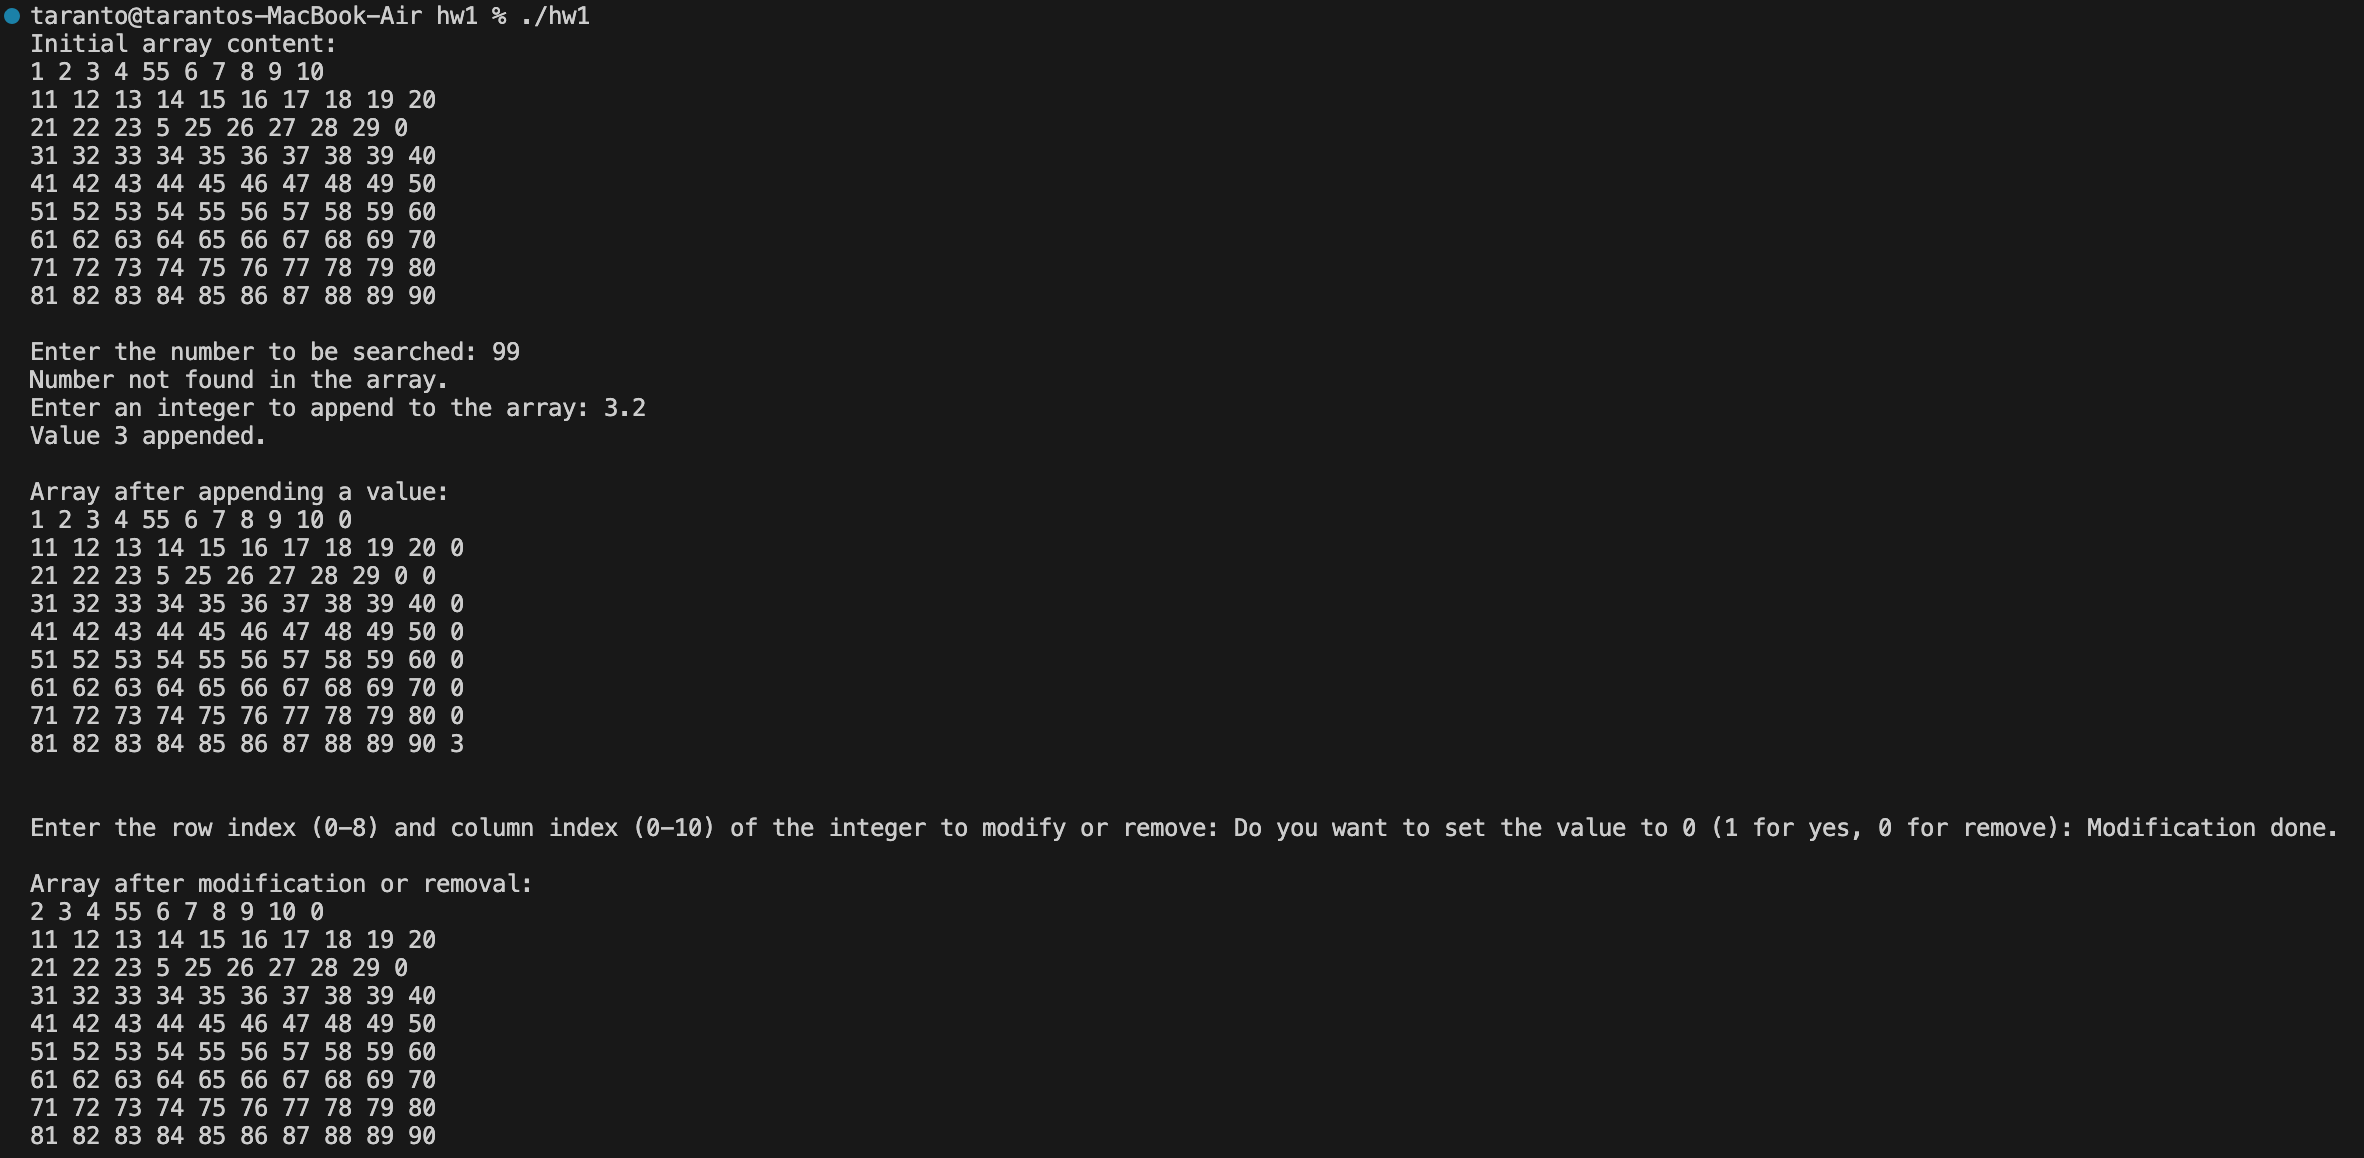 taranto@tarantos-MacBook-Air hw1 % ./hw1
Initial array content:
1 2 3 4 55 6 7 8 9 10
11 12 13 14 15 16 17 18 19 20
21 22 23 5 25 26 27 28 29 0
31 32 33 34 35 36 37 38 39 40
41 42 43 44 45 46 47 48 49 50
51 52 53 54 55 56 57 58 59 60
61 62 63 64 65 66 67 68 69 70
71 72 73 74 75 76 77 78 79 80
81 82 83 84 85 86 87 88 89 90
Enter the number to be searched: 99
Number not found in the array.
Enter an integer to append to the array: 3.2
Value 3 appended.
Array after appending a value:
1 2 3 4 55 6 7 8 9 10 0
11 12 13 14 15 16 17 18 19 20 0
21 22 23 5 25 26 27 28 29 0 0
31 32 33 34 35 36 37 38 39 40 0
41 42 43 44 45 46 47 48 49 50 0
51 52 53 54 55 56 57 58 59 60 0
61 62 63 64 65 66 67 68 69 70 0
71 72 73 74 75 76 77 78 79 80 0
81 82 83 84 85 86 87 88 89 90 3
Enter the row index (0-8) and column index (0-10) of the integer to modify or remove: Do you want to set the value to 0 (1 for yes, 0 for remove): Modification done.
Array after modification or removal:
2 3 4 55 6 7 8 9 10 0
11 12 13 14 15 16 17 18 19 20
21 22 23 5 25 26 27 28 29 0
31 32 33 34 35 36 37 38 39 40
41 42 43 44 45 46 47 48 49 50
51 52 53 54 55 56 57 58 59 60
61 62 63 64 65 66 67 68 69 70
71 72 73 74 75 76 77 78 79 80
81 82 83 84 85 86 87 88 89 90